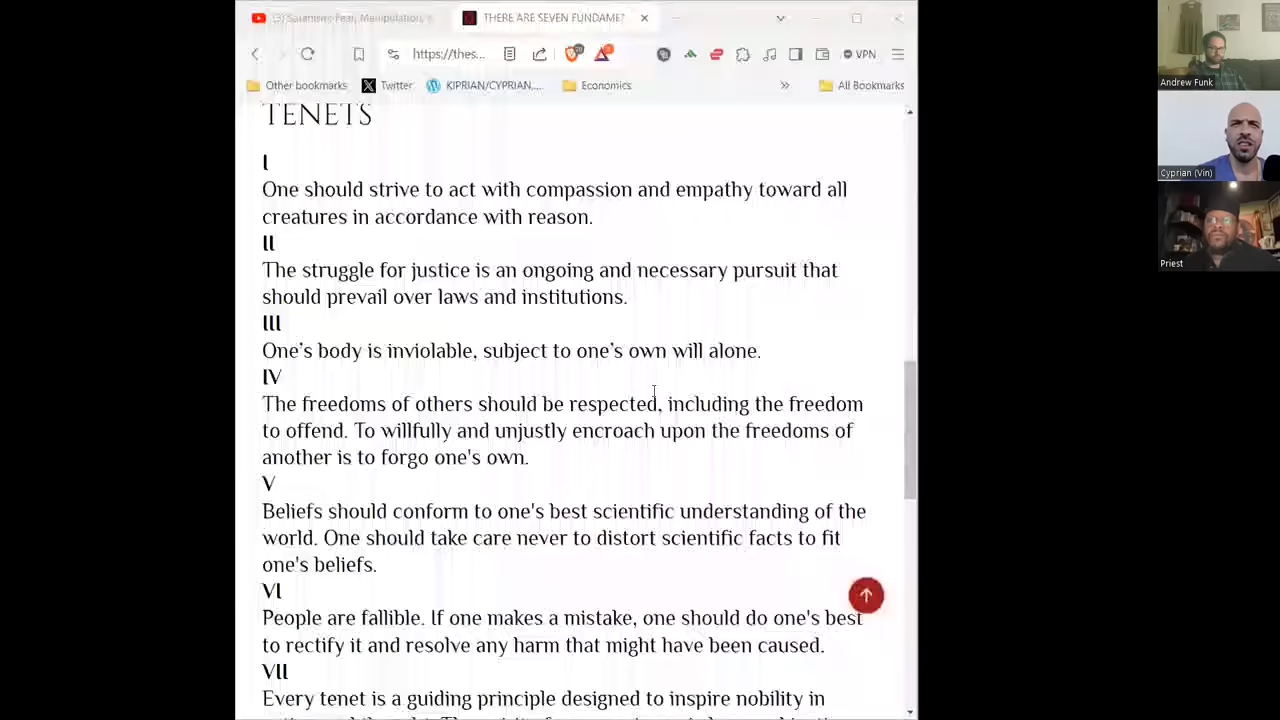 (3) Satanism: Fear, Manipulation,
THERE ARE SEVEN FUNDAME
https://thes...
VPN
Other bookmarks
Twitter
KIPRIAN/CYPRIAN,...
Economics
All Bookmarks
TENETS
I
One should strive to act with compassion and empathy toward all
creatures in accordance with reason.
II
The struggle for justice is an ongoing and necessary pursuit that
should prevail over laws and institutions.
III
One’s body is inviolable, subject to one’s own will alone.
IV
The freedoms of others should be respected, including the freedom
to offend. To willfully and unjustly encroach upon the freedoms of
another is to forgo one's own.
V
Beliefs should conform to one's best scientific understanding of the
world. One should take care never to distort scientific facts to fit
one's beliefs.
VI
People are fallible. If one makes a mistake, one should do one's best
to rectify it and resolve any harm that might have been caused.
VII
Every tenet is a guiding principle designed to inspire nobility in
Andrew Funk
Cyprian (Vin)
Priest